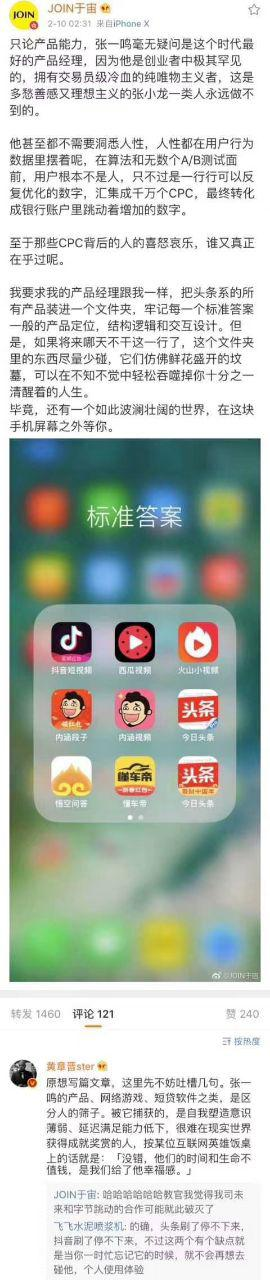 JOIN
JOIN于宙
2-10 02:31 来自iPhone X
只论产品能力，张一鸣毫无疑问是这个时代最
好的产品经理，因为他是创业者中极其罕见
的，拥有交易员级冷血的纯唯物主义者，这是
多愁善感又理想主义的张小龙一类人永远做不
到的。
他甚至都不需要洞悉人性，人性都在用户行为
数据里摆着呢，在算法和无数个A/B测试面
前，用户根本不是人，只不过是一行行可以反
复优化的数字，汇集成千万个CPC，最终转化
成银行账户里跳动着增加的数字。
至于那些CPC背后的人的喜怒哀乐，谁又真正
在乎过呢。
我要求我的产品经理跟我一样，把头条系的所
有产品装进一个文件夹，牢记每一个标准答案
一般的产品定位，结构逻辑和交互设计。但
是，如果将来哪天不干这一行了，这个文件夹
里的东西尽量少碰，它们仿佛鲜花盛开的坟
墓，可以在不知不觉中轻松吞噬掉你十分之一
清醒着的人生。
毕竟，还有一个如此波澜壮阔的世界，在这块
手机屏幕之外等你。
标准答案
抖音短视频 西瓜视频 火山小视频
头条
内涵段子 内涵视频 今日头条
懂车帝 头条
悟空问答 懂车帝 今日头条
@JOIN于宙
转发 1460 评论 121 赞 240
按热度
黄章晋ster
原想写篇文章，这里先不妨吐槽几句。张一
鸣的产品、网络游戏、短贷软件之类，是区
分人的筛子。被它捕获的，是自我塑造意识
薄弱、延迟满足能力低下，很难在现实世界
获得成就奖赏的人，按某位互联网英雄饭桌
上的话就是：「没错，他们的时间和生命不
值钱，是我们给了他幸福感。」
JOIN于宙: 哈哈哈哈哈哈教官我觉得我司未
来和字节跳动的合作可能就此破灭了
飞飞水泥喷浆机: 的确，头条刷了停不下来，
抖音刷了停不下来，不过这两个有个缺点就
是当你一时忙忘记它的时候，就不会再想去
碰他，个人使用体验